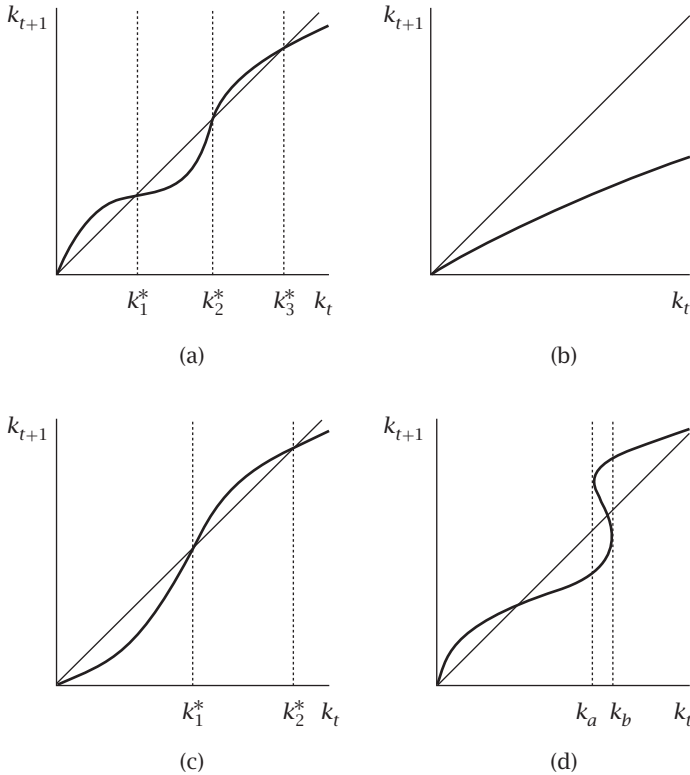 k_{t+1}
k_1^* k_2^* k_3^* k_t
(a)
k_{t+1}
k_t
(b)
k_{t+1}
k_1^* k_2^* k_t
(c)
k_{t+1}
k_a k_b k_t
(d)